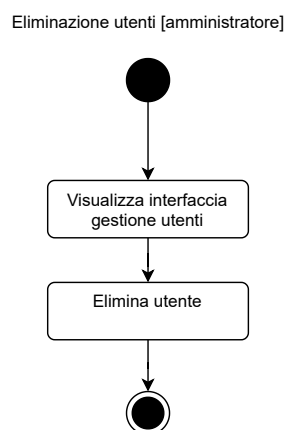 Eliminazione utenti [amministratore]
Visualizza interfaccia
gestione utenti
Elimina utente